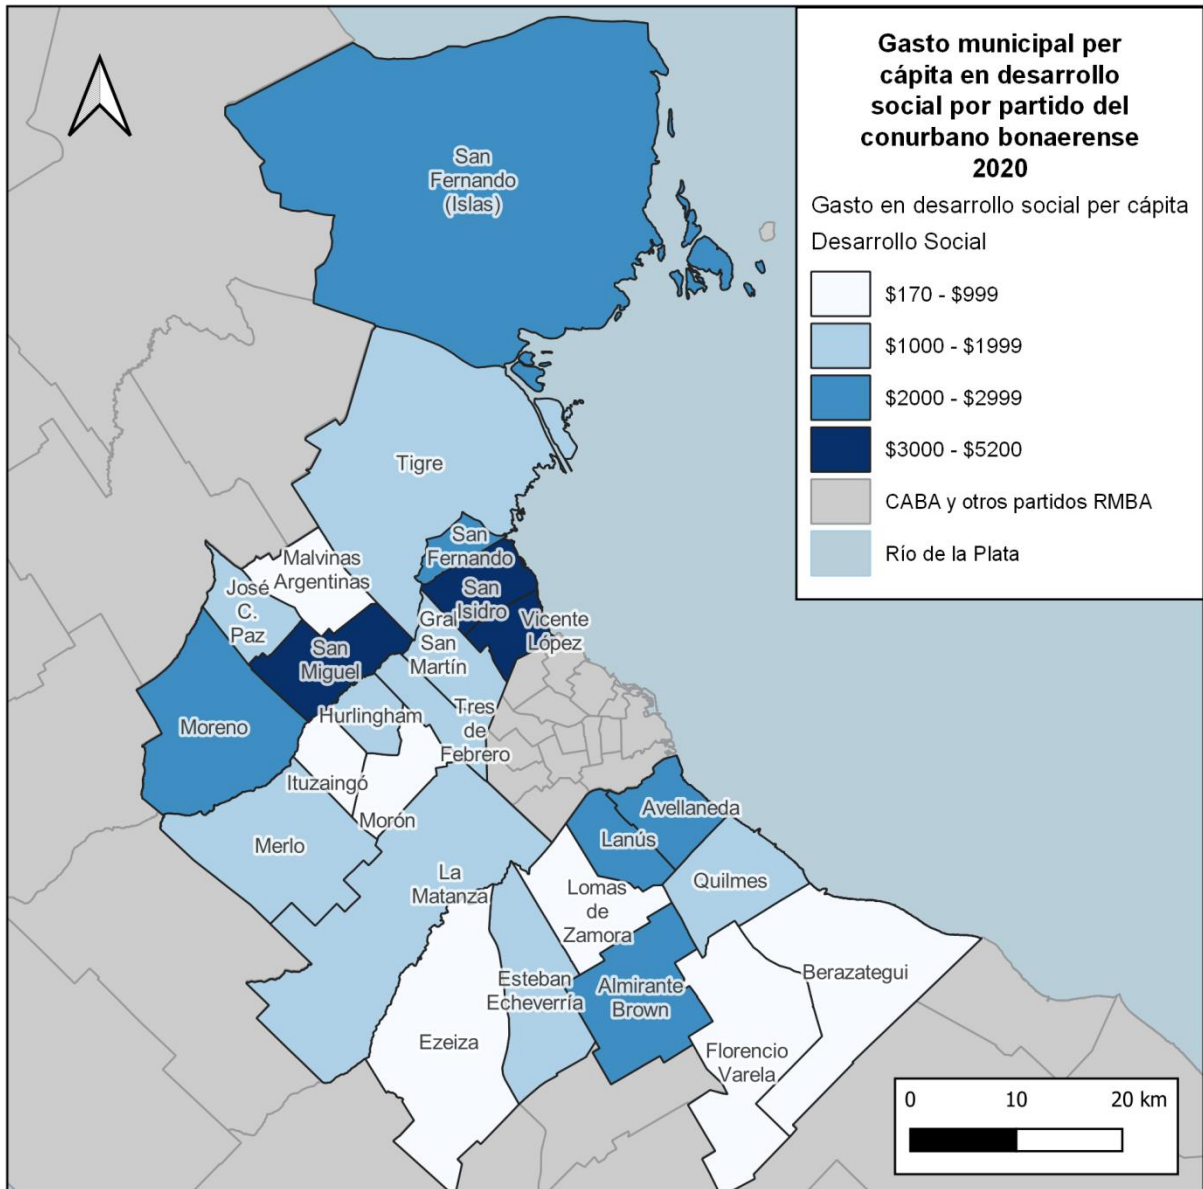 Gasto municipal per
cápita en desarrollo
social por partido del
conurbano bonaerense
2020
Gasto en desarrollo social per cápita
Desarrollo Social
$170 - $999
$1000 - $1999
$2000 - $2999
$3000 - $5200
CABA y otros partidos RMBA
Río de la Plata
San
Fernando
(Islas)
Tigre
San
Fernando
Malvinas
Argentinas
José
C.
Paz
San
Isidro
Vicente
López
Gral
San
Martín
San
Miguel
Moreno
Hurlingham
Tres
de
Febrero
Ituzaingó
Morón
Merlo
Avellaneda
Lanús
La
Matanza
Quilmes
Lomas
de
Zamora
Berazategui
Esteban
Echeverría
Almirante
Brown
Ezeiza
Florencio
Varela
0 10 20 km